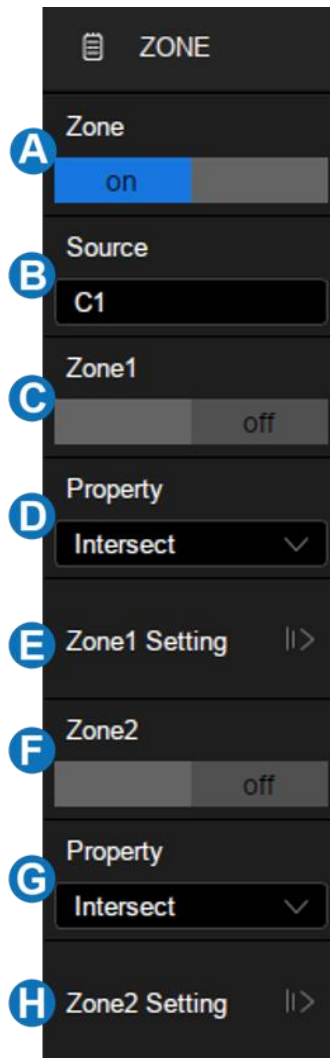 ZONE
A Zone
on
B Source
C1
C Zone1
off
D Property
Intersect
E Zone1 Setting
F Zone2
off
G Property
Intersect
H Zone2 Setting